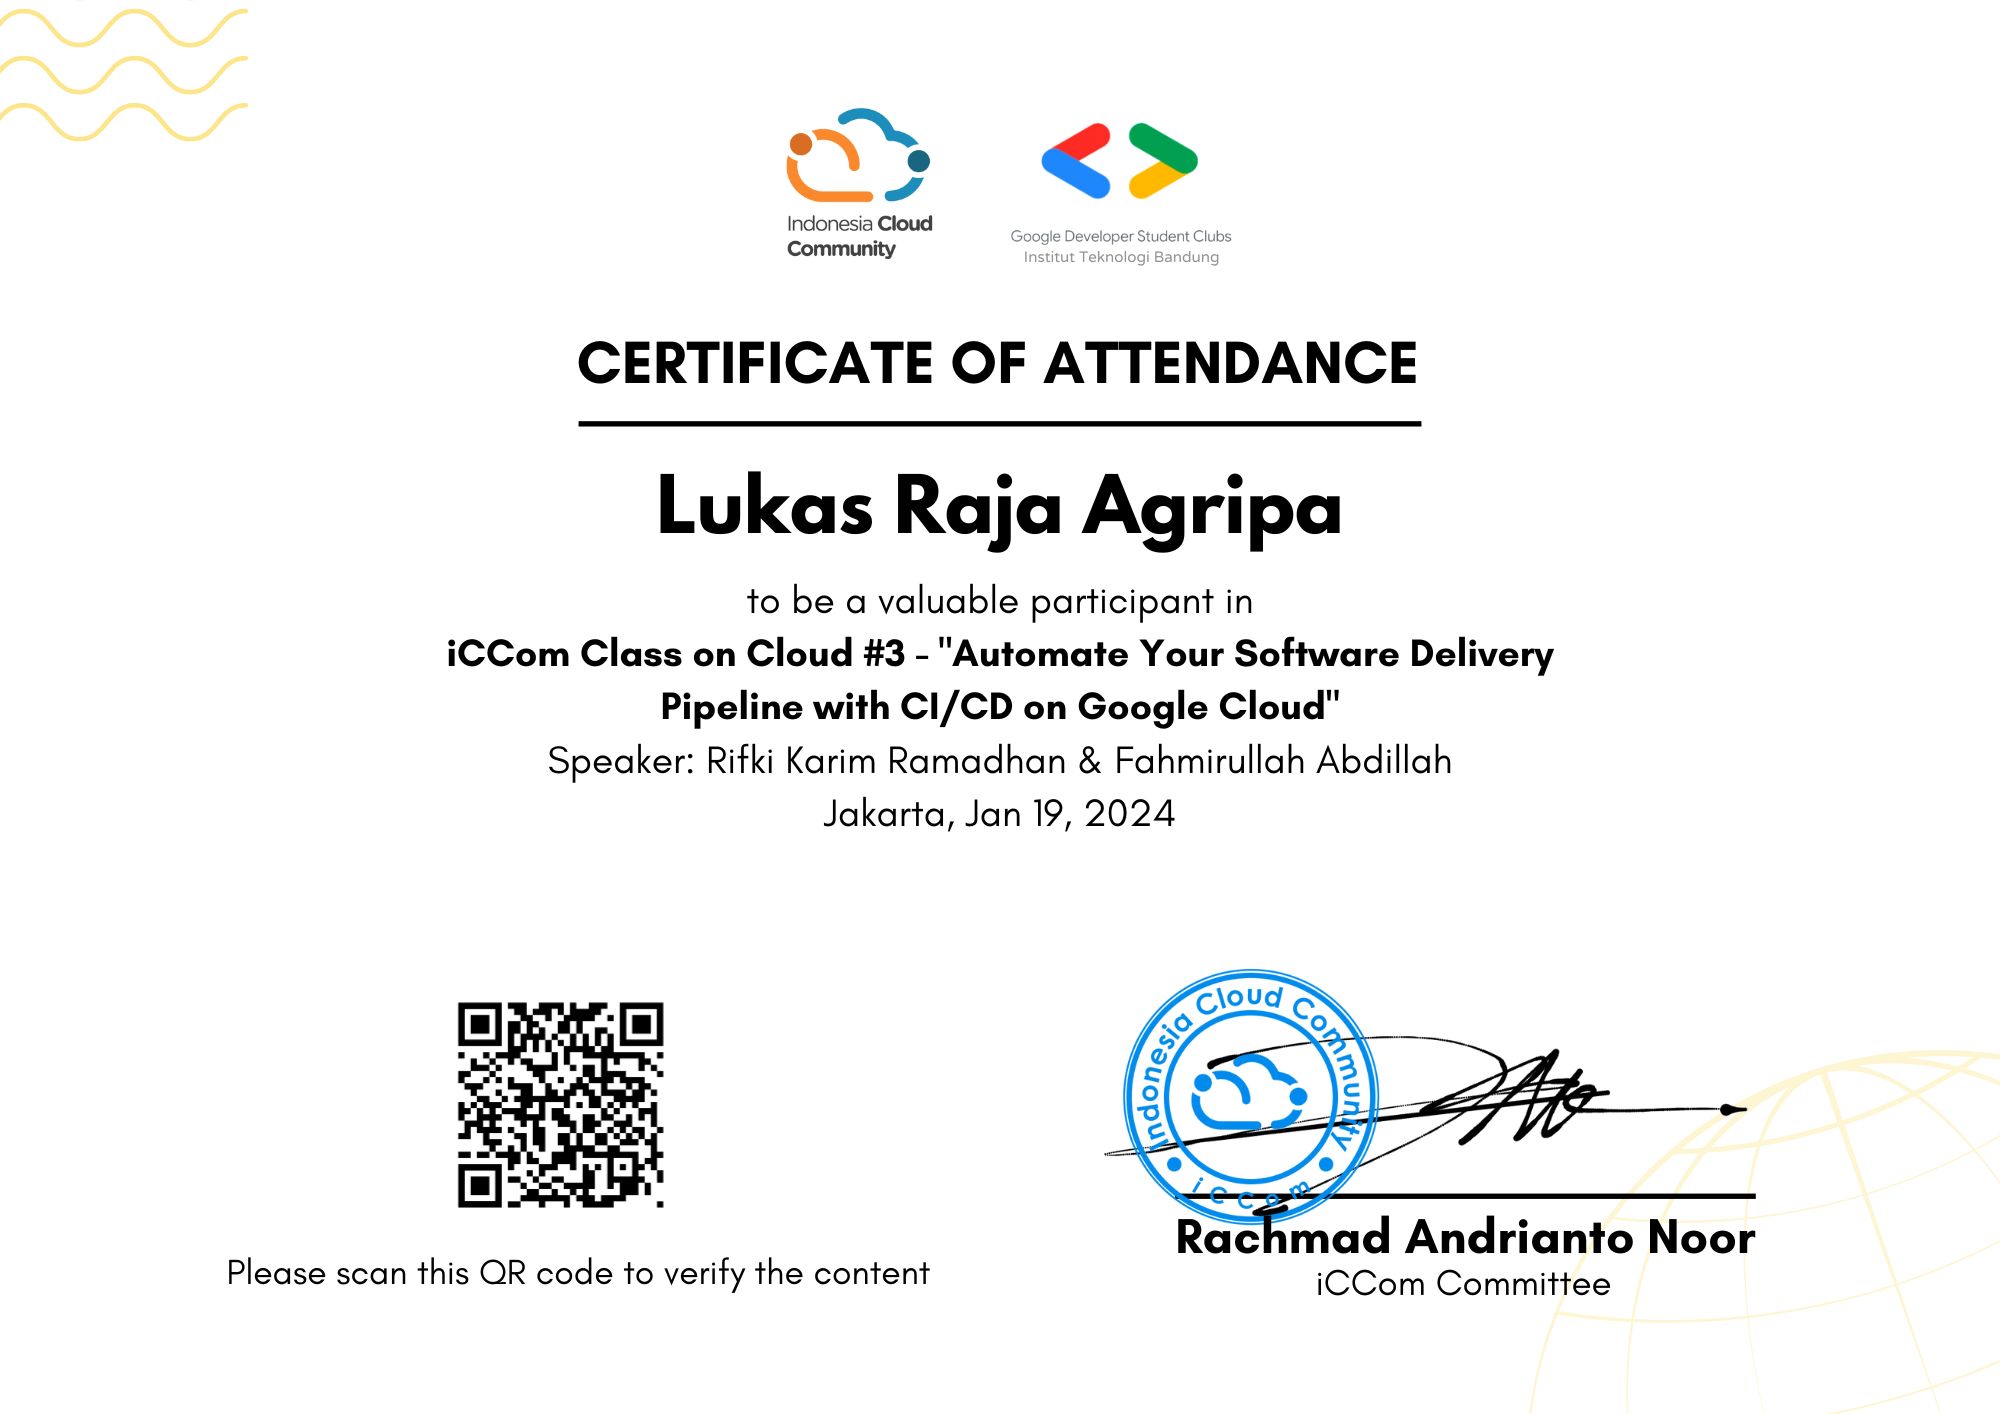 Indonesia Cloud
Community
Google Developer Student Clubs
Institut Teknologi Bandung
CERTIFICATE OF ATTENDANCE
Lukas Raja Agripa
to be a valuable participant in
iCCom Class on Cloud #3 - "Automate Your Software Delivery
Pipeline with CI/CD on Google Cloud"
Speaker: Rifki Karim Ramadhan & Fahmirullah Abdillah
Jakarta, Jan 19, 2024
Please scan this QR code to verify the content
Indonesia Cloud Community
iCCom
Rachmad Andrianto Noor
iCCom Committee